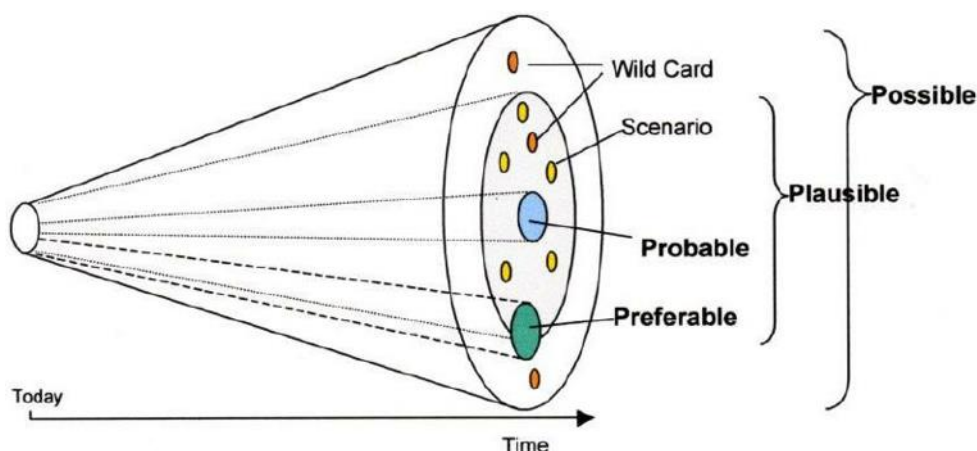 Wild Card
Possible
Scenario
Plausible
Probable
Preferable
Today
Time